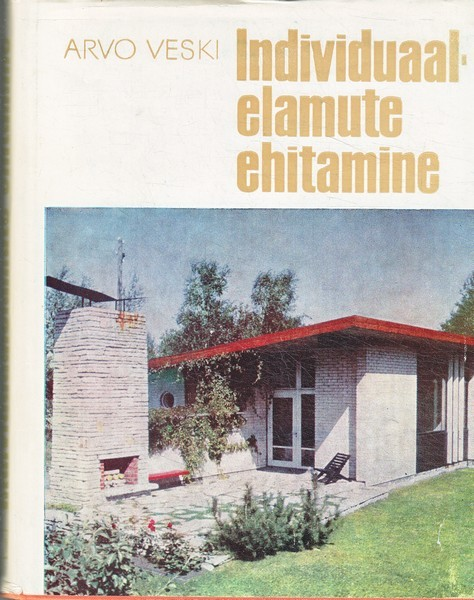 ARVO VESKI
Individuaal-
elamute
ehitamine